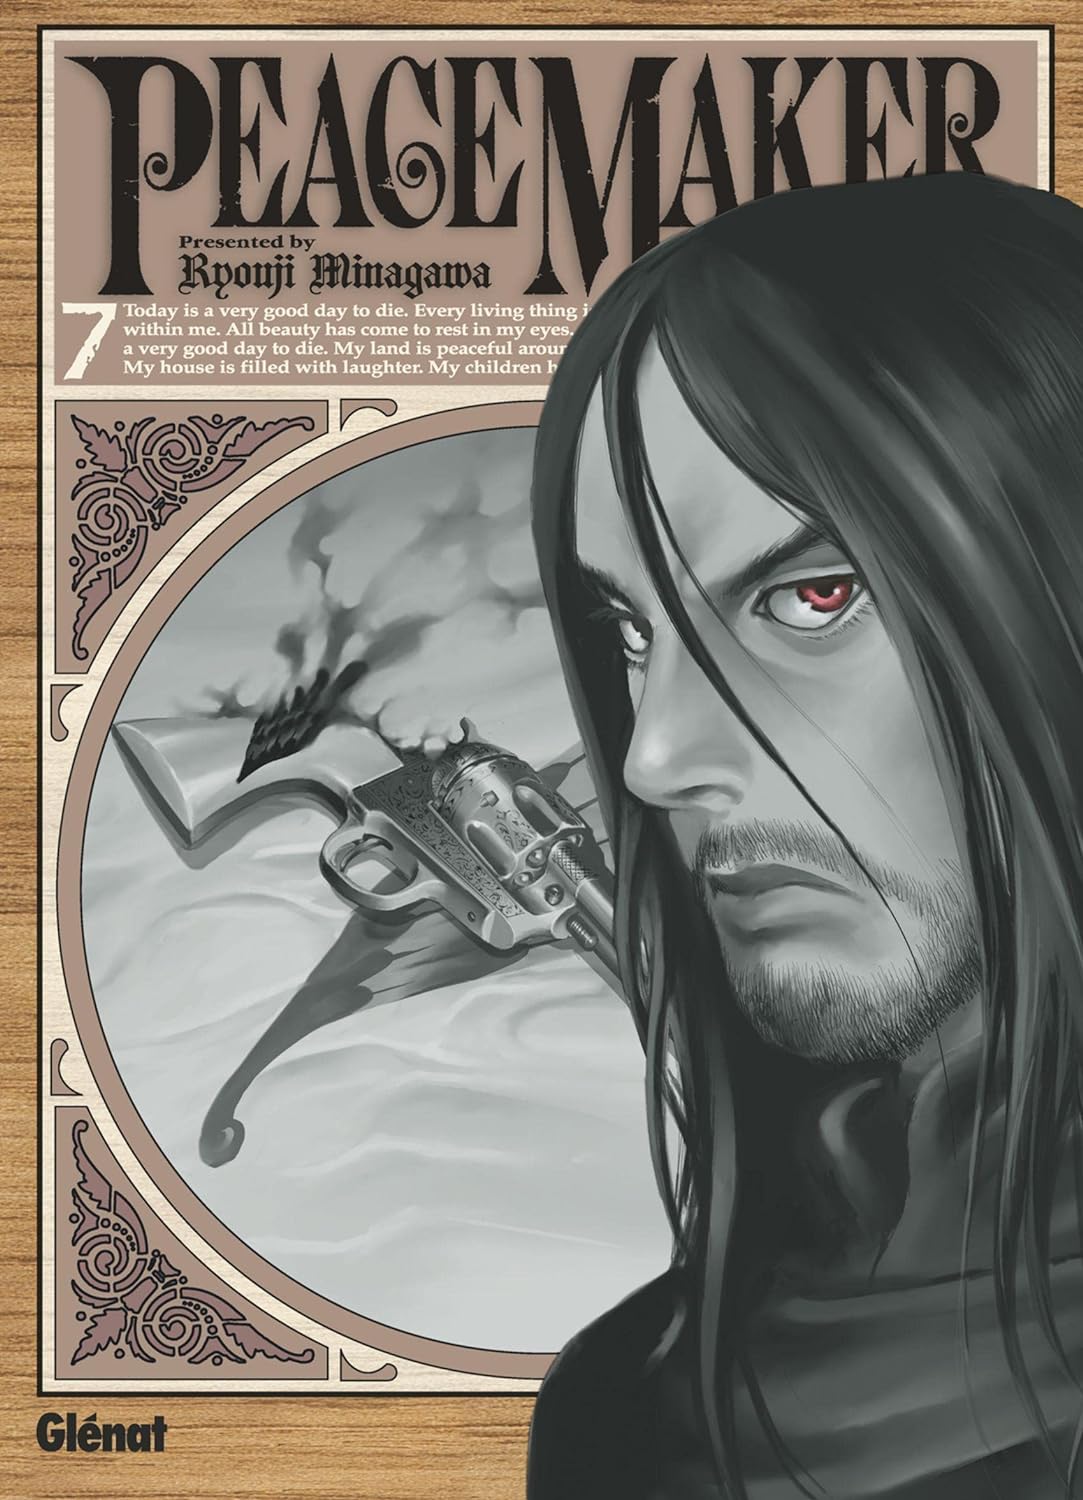 PEACEMAKER
Presented by
Ryouji Minagawa
7
Today is a very good day to die. Every living thing
within me. All beauty has come to rest in my eyes.
a very good day to die. My land is peaceful
My house is filled with laughter. My children
Glénat